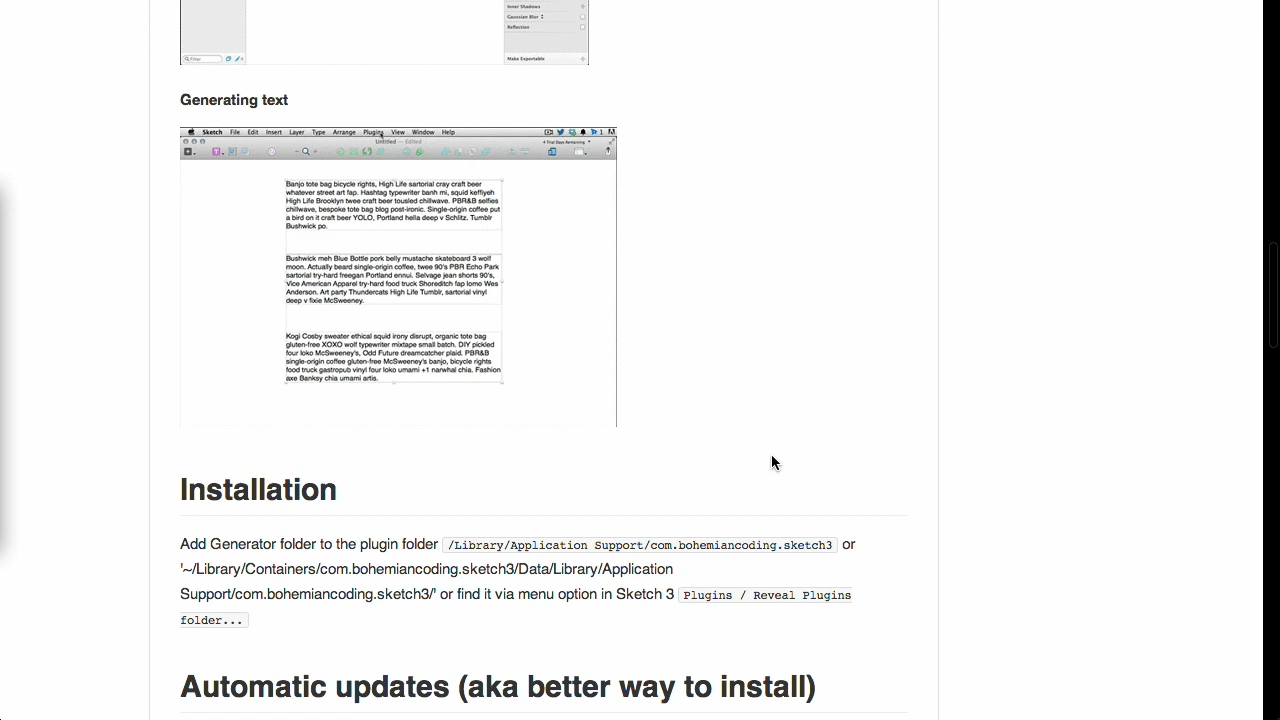 Inner Shadows
Gaussian Blur
Reflection
Filter
Make Exportable
Generating text
Sketch File Edit Insert Layer Type Arrange Plugins View Window Help
Untitled — Edited
4 Trial Days Remaining
Banjo tote bag bicycle rights, High Life sartorial cray craft beer
whatever street art fap. Hashtag typewriter banh mi, squid keffiyeh
High Life Brooklyn twee craft beer tousled chillwave. PBR&B selfies
chillwave, bespoke tote bag blog post-ironic. Single-origin coffee put
a bird on it craft beer YOLO, Portland hella deep v Schlitz. Tumblr
Bushwick po.
Bushwick meh Blue Bottle pork belly mustache skateboard 3 wolf
moon. Actually beard single-origin coffee, twee 90's PBR Echo Park
sartorial try-hard freegan Portland ennui. Selvage jean shorts 90's,
Vice American Apparel try-hard food truck Shoreditch fap lomo Wes
Anderson. Art party Thundercats High Life Tumblr, sartorial vinyl
deep v fixie McSweeney.
Kogi Cosby sweater ethical squid irony disrupt, organic tote bag
gluten-free XOXO wolf typewriter mixtape small batch. DIY pickled
four loko McSweeney's, Odd Future dreamcatcher plaid. PBR&B
single-origin coffee gluten-free McSweeney's banjo, bicycle rights
food truck gastropub vinyl four loko umami +1 narwhal chia. Fashion
axe Banksy chia umami artis.
Installation
Add Generator folder to the plugin folder /Library/Application Support/com.bohemiancoding.sketch3 or
'~/Library/Containers/com.bohemiancoding.sketch3/Data/Library/Application
Support/com.bohemiancoding.sketch3/' or find it via menu option in Sketch 3 Plugins / Reveal Plugins
folder...
Automatic updates (aka better way to install)